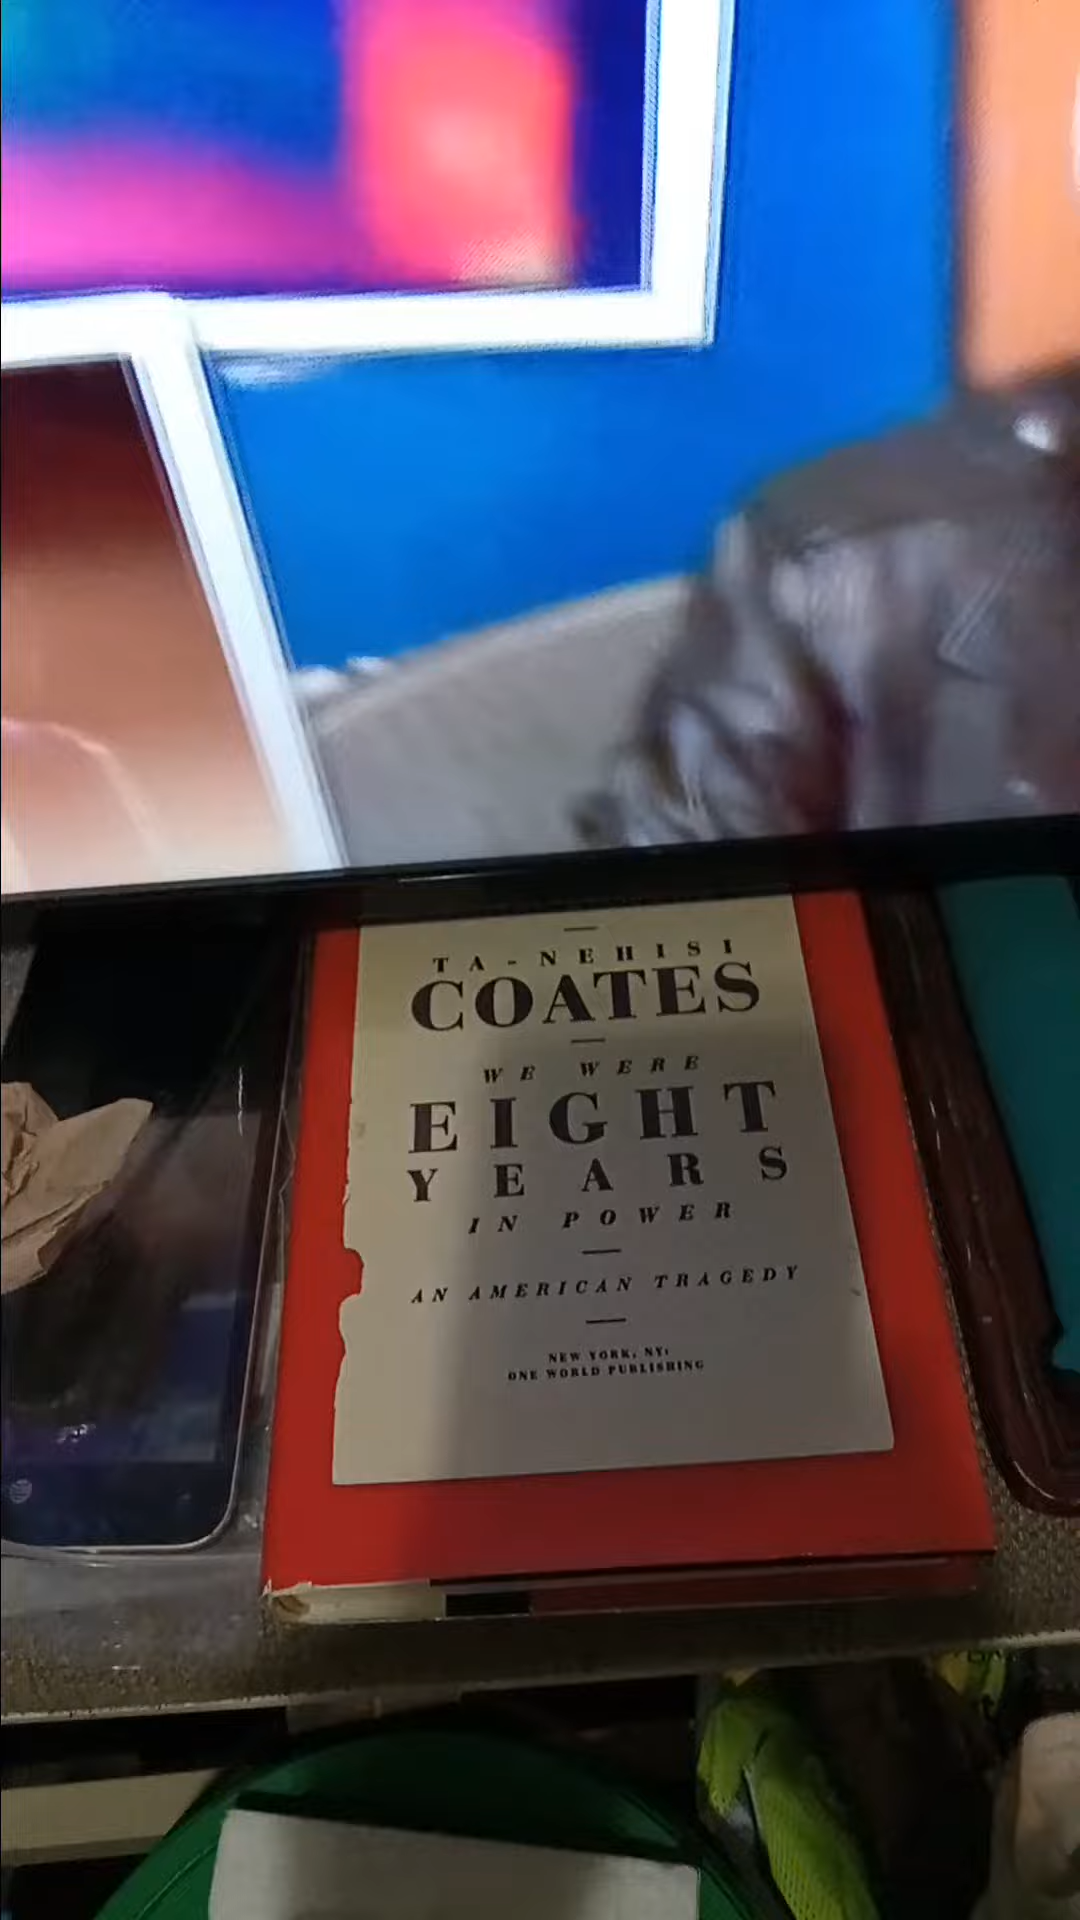 TA-NEHISI
COATES
WE WERE
EIGHT
YEARS
IN POWER
AN AMERICAN TRAGEDY
NEW YORK, NY:
ONE WORLD PUBLISHING